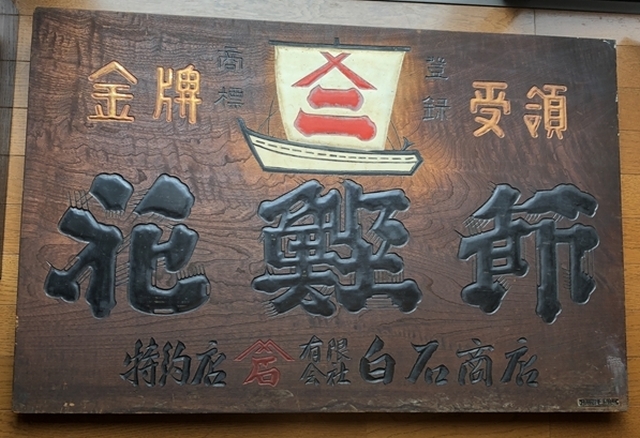 金牌 商標 登録 受領
花鰹節
特約店 石 有限会社 白石商店